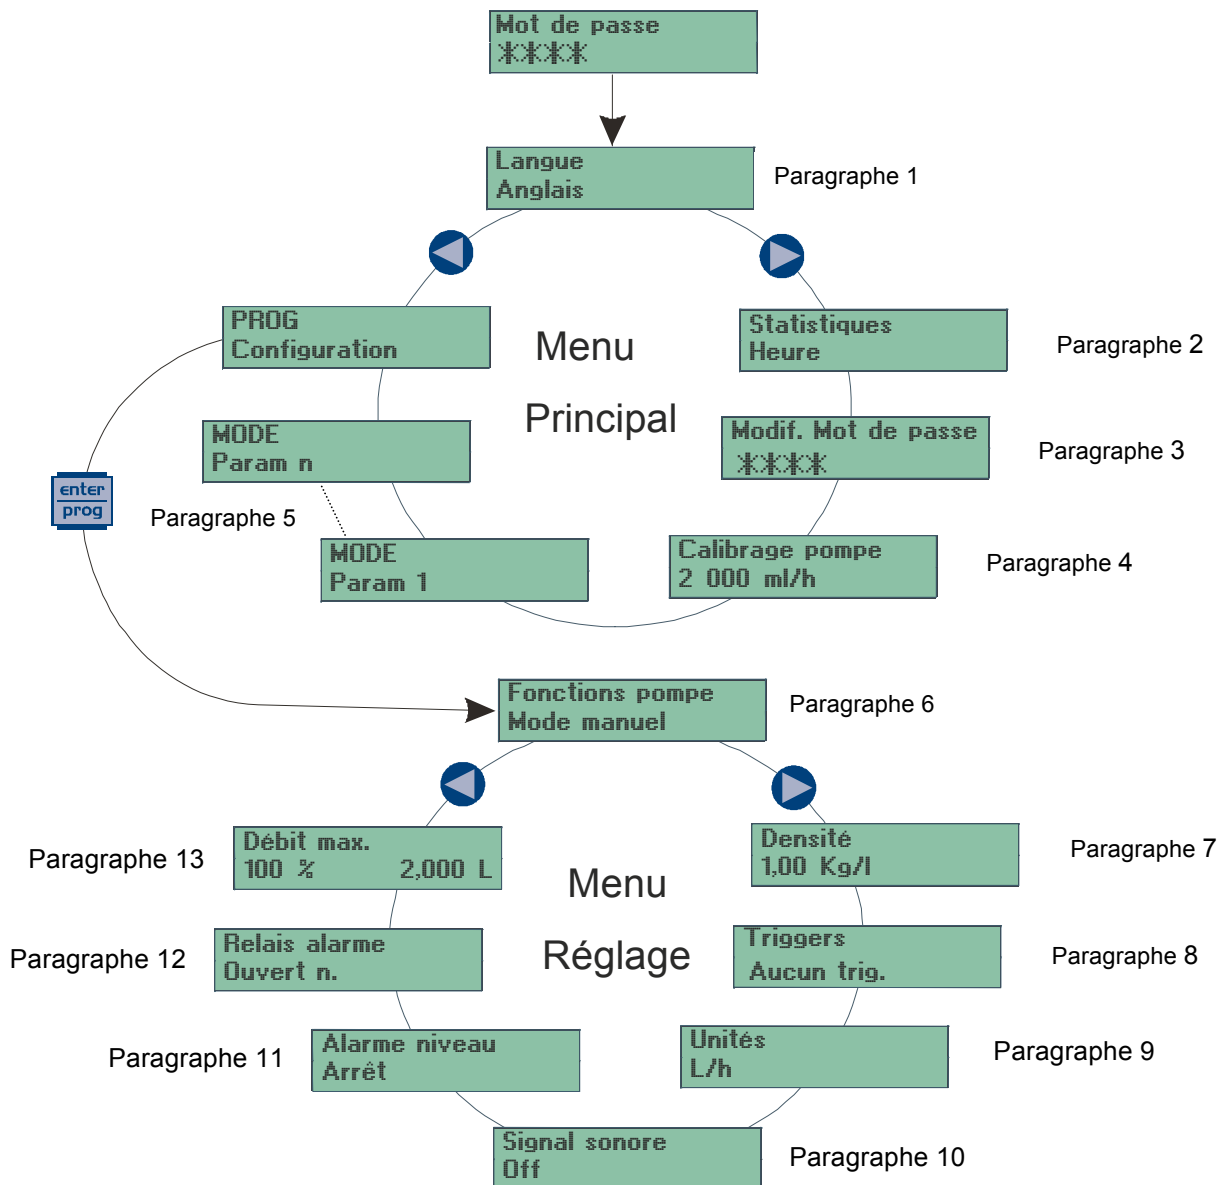 Mot de passe
****
Langue
Anglais
Paragraphe 1
PROG
Configuration
Menu
Principal
Statistiques
Heure
Paragraphe 2
MODE
Param n
Modif. Mot de passe
****
Paragraphe 3
enter
prog
Paragraphe 5
MODE
Param 1
Calibrage pompe
2 000 ml/h
Paragraphe 4
Fonctions pompe
Mode manuel
Paragraphe 6
Paragraphe 13
Débit max.
100 % 2,000 L
Menu
Réglage
Densité
1,00 Kg/l
Paragraphe 7
Paragraphe 12
Relais alarme
Ouvert n.
Triggers
Aucun trig.
Paragraphe 8
Paragraphe 11
Alarme niveau
Arrêt
Unités
L/h
Paragraphe 9
Signal sonore
Off
Paragraphe 10